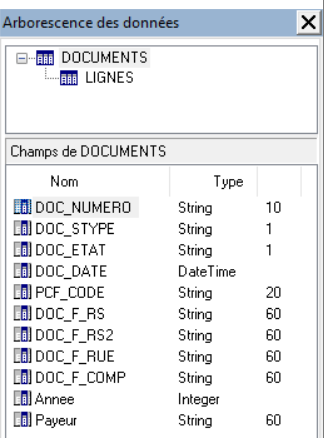 Arborescence des données
DOCUMENTS
LIGNES
Champs de DOCUMENTS
Nom Type
DOC_NUMERO String 10
DOC_STYPE String 1
DOC_ETAT String 1
DOC_DATE DateTime
PCF_CODE String 20
DOC_F_RS String 60
DOC_F_RS2 String 60
DOC_F_RUE String 60
DOC_F_COMP String 60
Annee Integer
Payeur String 60